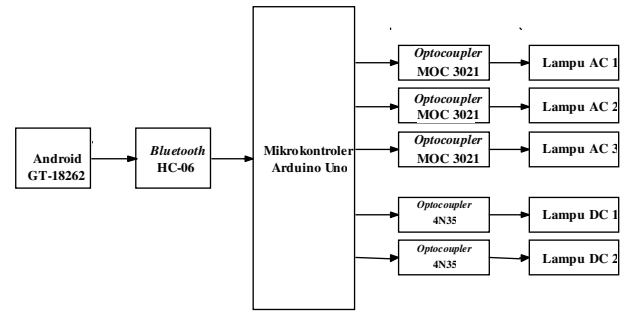 Android
GT-18262
Bluetooth
HC-06
Mikrokontroler
Arduino Uno
Optocoupler
MOC 3021
Lampu AC 1
Optocoupler
MOC 3021
Lampu AC 2
Optocoupler
MOC 3021
Lampu AC 3
Optocoupler
4N35
Lampu DC 1
Optocoupler
4N35
Lampu DC 2